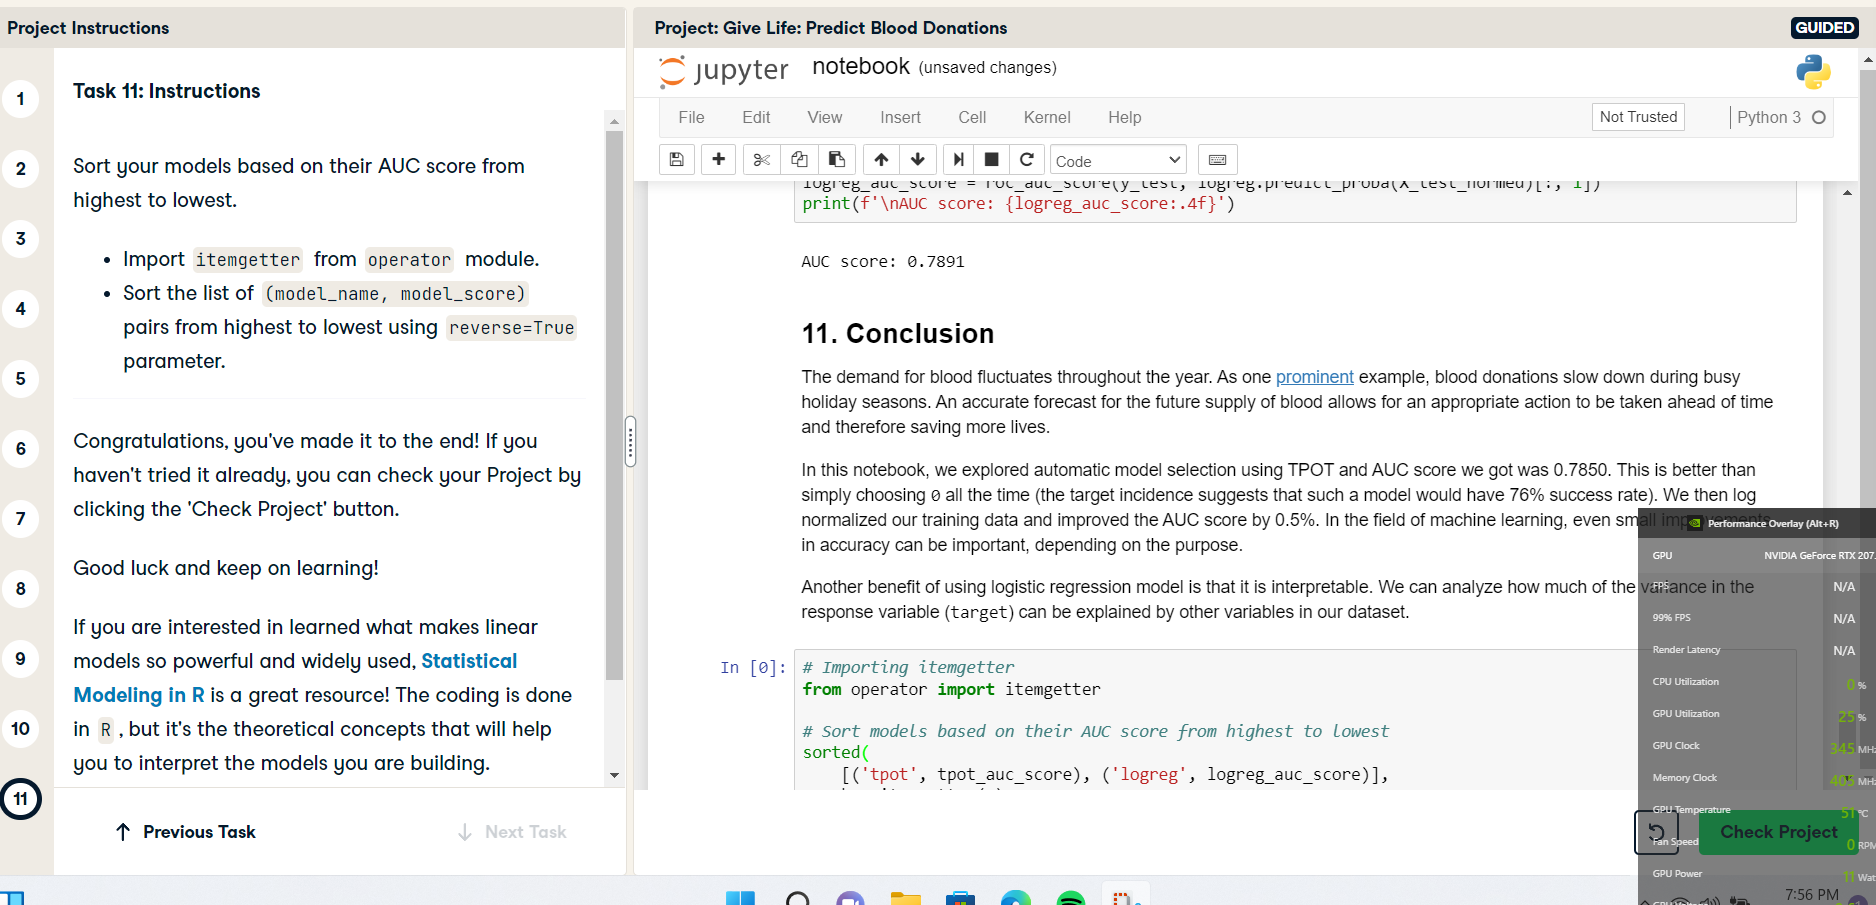 Project Instructions
Project: Give Life: Predict Blood Donations
GUIDED
1
2
3
4
5
6
7
8
9
10
11
Task 11: Instructions
Sort your models based on their AUC score from
highest to lowest.
• Import itemgetter from operator module.
• Sort the list of (model_name, model_score)
pairs from highest to lowest using reverse=True
parameter.
Congratulations, you've made it to the end! If you
haven't tried it already, you can check your Project by
clicking the 'Check Project' button.
Good luck and keep on learning!
If you are interested in learned what makes linear
models so powerful and widely used, Statistical
Modeling in R is a great resource! The coding is done
in R, but it's the theoretical concepts that will help
you to interpret the models you are building.
Previous Task
Next Task
jupyter notebook (unsaved changes)
File Edit View Insert Cell Kernel Help
Not Trusted
Python 3
Code
logreg_auc_score = roc_auc_score(y_test, logreg.predict_proba(X_test_normed)[:, 1])
print(f'\nAUC score: {logreg_auc_score:.4f}')
AUC score: 0.7891
11. Conclusion
The demand for blood fluctuates throughout the year. As one prominent example, blood donations slow down during busy
holiday seasons. An accurate forecast for the future supply of blood allows for an appropriate action to be taken ahead of time
and therefore saving more lives.
In this notebook, we explored automatic model selection using TPOT and AUC score we got was 0.7850. This is better than
simply choosing 0 all the time (the target incidence suggests that such a model would have 76% success rate). We then log
normalized our training data and improved the AUC score by 0.5%. In the field of machine learning, even small improvements
in accuracy can be important, depending on the purpose.
Another benefit of using logistic regression model is that it is interpretable. We can analyze how much of the variance in the
response variable (target) can be explained by other variables in our dataset.
In [0]:
# Importing itemgetter
from operator import itemgetter
# Sort models based on their AUC score from highest to lowest
sorted(
[('tpot', tpot_auc_score), ('logreg', logreg_auc_score)],
Performance Overlay (Alt+R)
GPU NVIDIA GeForce RTX 207
FPS N/A
99% FPS N/A
Render Latency N/A
CPU Utilization 0 %
GPU Utilization 25 %
GPU Clock 345 MH
Memory Clock 405 MH
GPU Temperature 51 °C
Fan Speed 0 RPM
GPU Power 11 Wat
Check Project
7:56 PM